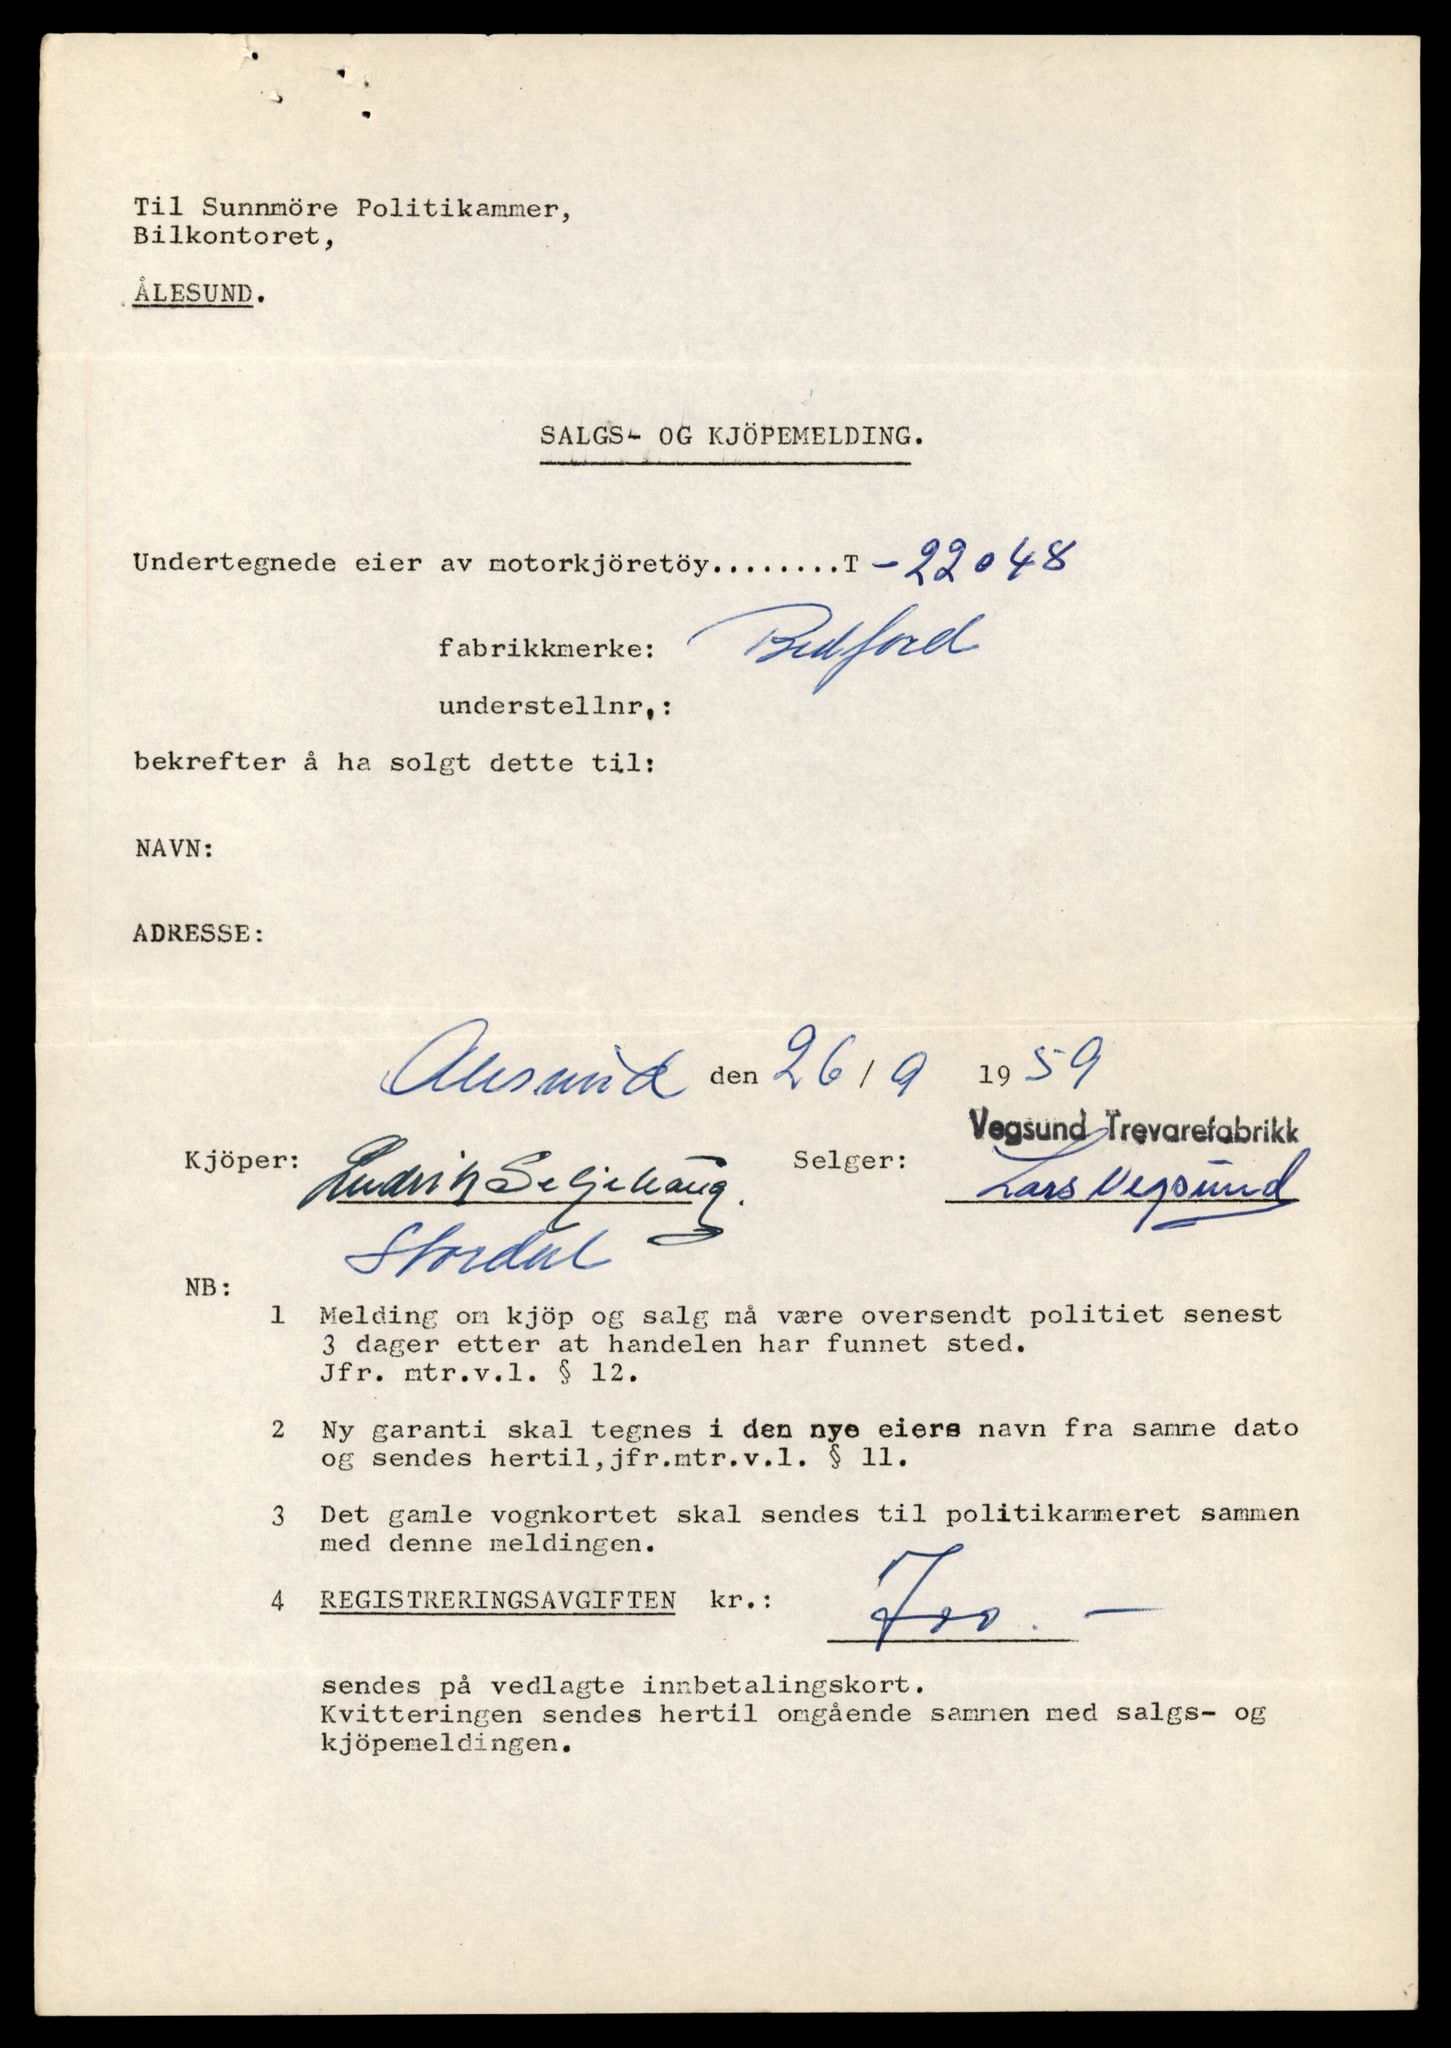 Til Sunnmöre Politikammer,
Bilkontoret,
ÅLESUND.
SALGS- OG KJÖPEMELDING.
Undertegnede eier av motorkjöretöy........T - 22048
fabrikkmerke: Bedford
understellnr.:
bekrefter å ha solgt dette til:
NAVN:
ADRESSE:
Alesund den 26/9 1959
Vegsund Trevarefabrikk
Kjöper: Ludvik Seljehaug. Selger: Lars Vegsund
Stordal
NB:
1 Melding om kjöp og salg må være oversendt politiet senest
3 dager etter at handelen har funnet sted.
Jfr. mtr.v.l. § 12.
2 Ny garanti skal tegnes i den nye eiers navn fra samme dato
og sendes hertil,jfr.mtr.v.l. § 11.
3 Det gamle vognkortet skal sendes til politikammeret sammen
med denne meldingen.
4 REGISTRERINGSAVGIFTEN kr.: 700.-
sendes på vedlagte innbetalingskort.
Kvitteringen sendes hertil omgående sammen med salgs- og
kjöpemeldingen.